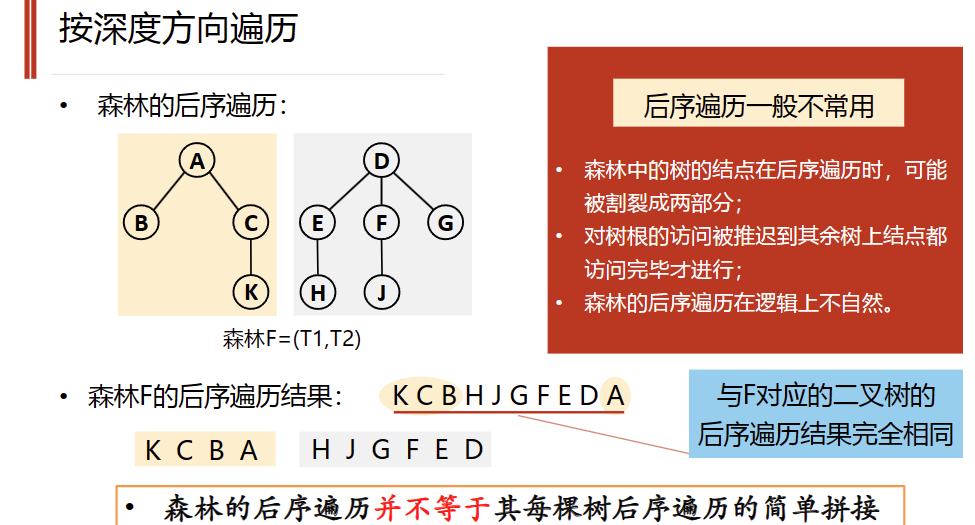 按深度方向遍历
• 森林的后序遍历：
A
B
C
K
D
E
F
G
H
J
森林F=(T1,T2)
后序遍历一般不常用
• 森林中的树的结点在后序遍历时，可能
被割裂成两部分；
• 对树根的访问被推迟到其余树上结点都
访问完毕才进行；
• 森林的后序遍历在逻辑上不自然。
• 森林F的后序遍历结果： K C B H J G F E D A
与F对应的二叉树的
后序遍历结果完全相同
K C B A
H J G F E D
• 森林的后序遍历并不等于其每棵树后序遍历的简单拼接